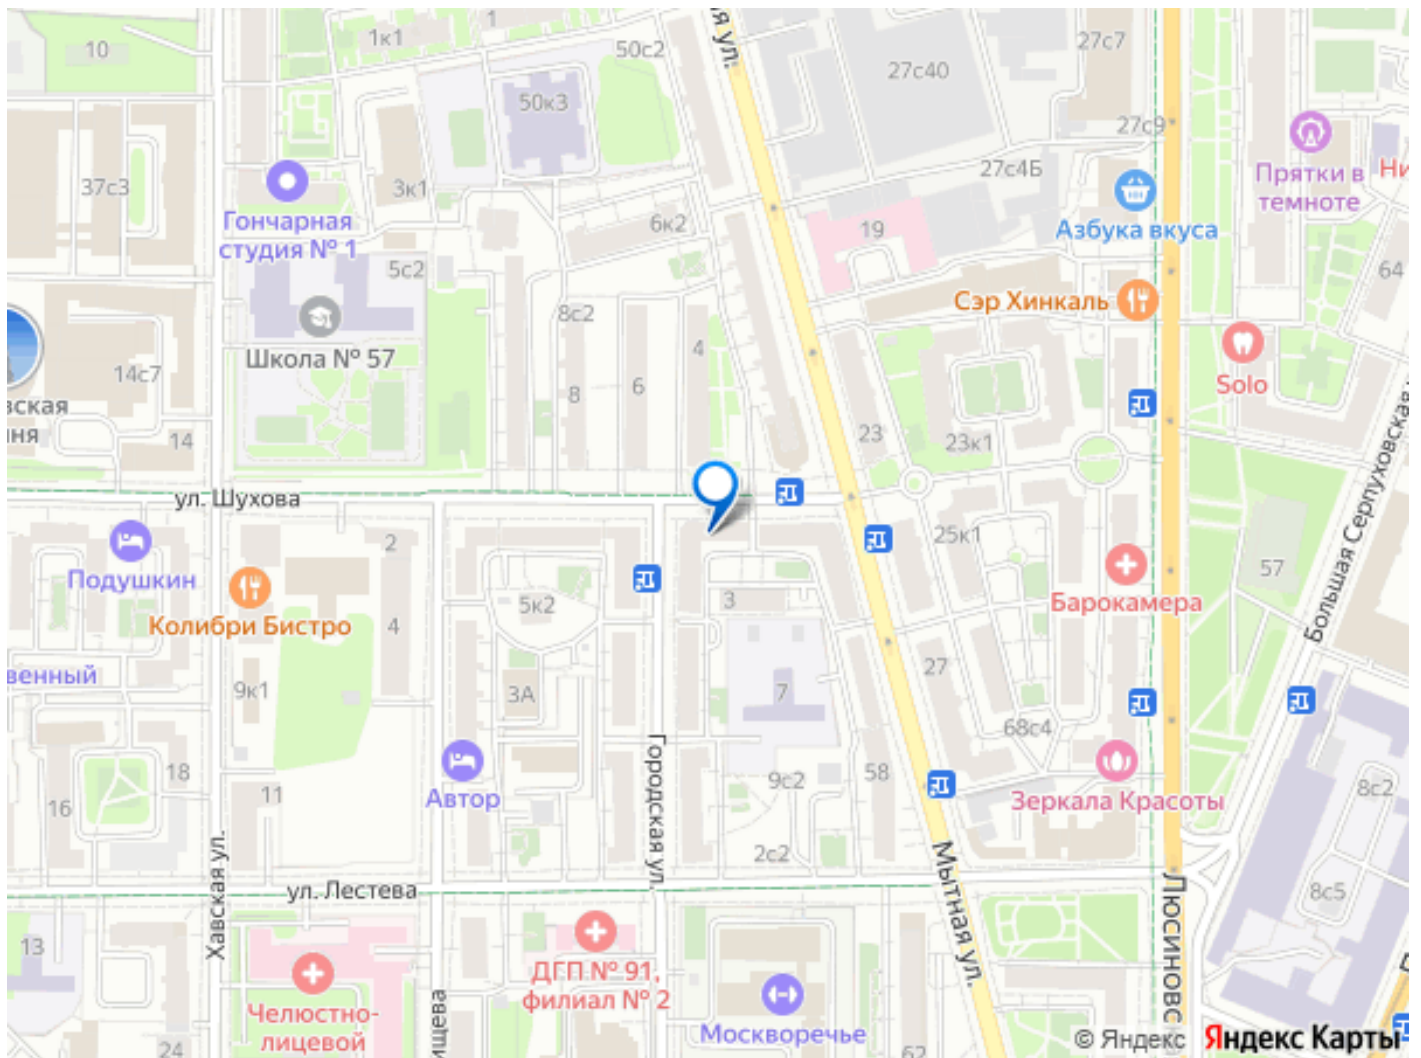 ая ул.
1
1к1
50с2
27с7
10
27с40
50к3
27с9
37с3
3к1
27с4Б
Прятки в
темноте
Ни
Гончарная
студия № 1
6к2
19
Азбука вкуса
5с2
64
8с2
Сэр Хинкаль
Школа № 57
4
14с7
8
6
Solo
вская
ня
14
23
23к1
ул. Шухова
2
25к1
Большая Серпуховская
Подушкин
57
5к2
3
Барокамера
Колибри Бистро
4
27
венный
9к1
3А
7
68с4
Городская ул.
18
11
58
9с2
16
Автор
Зеркала Красоты
8с2
2с2
Хавская ул.
ул. Лестева
Мытная ул.
8с5
Люсиновс
13
ДГП № 91,
филиал № 2
Челюстно-
лицевой
ищева
Москворечье
24
62
© Яндекс
Яндекс Карты